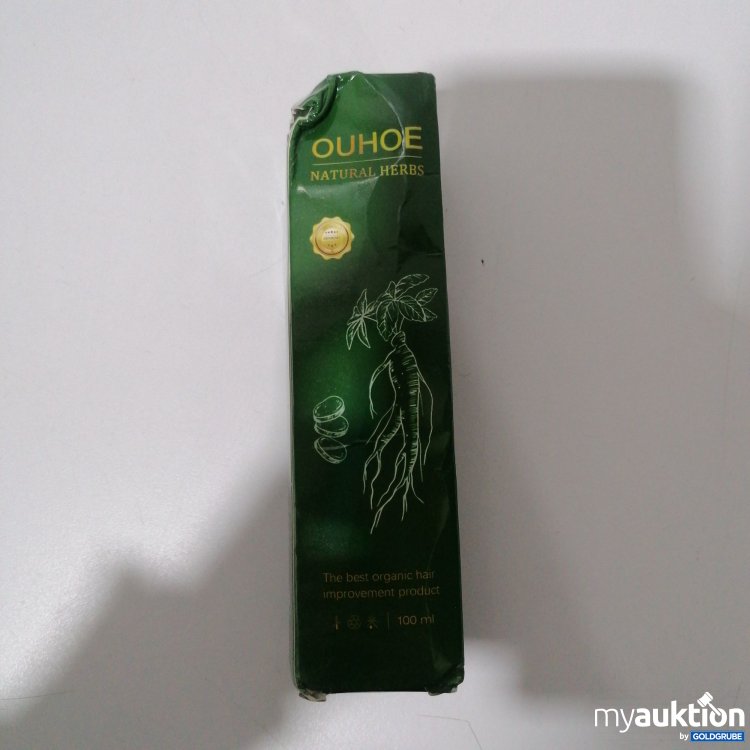 OUHOE
NATURAL HERBS
The best organic hair
improvement product
100 ml
myauktion
by GOLDGRUBE